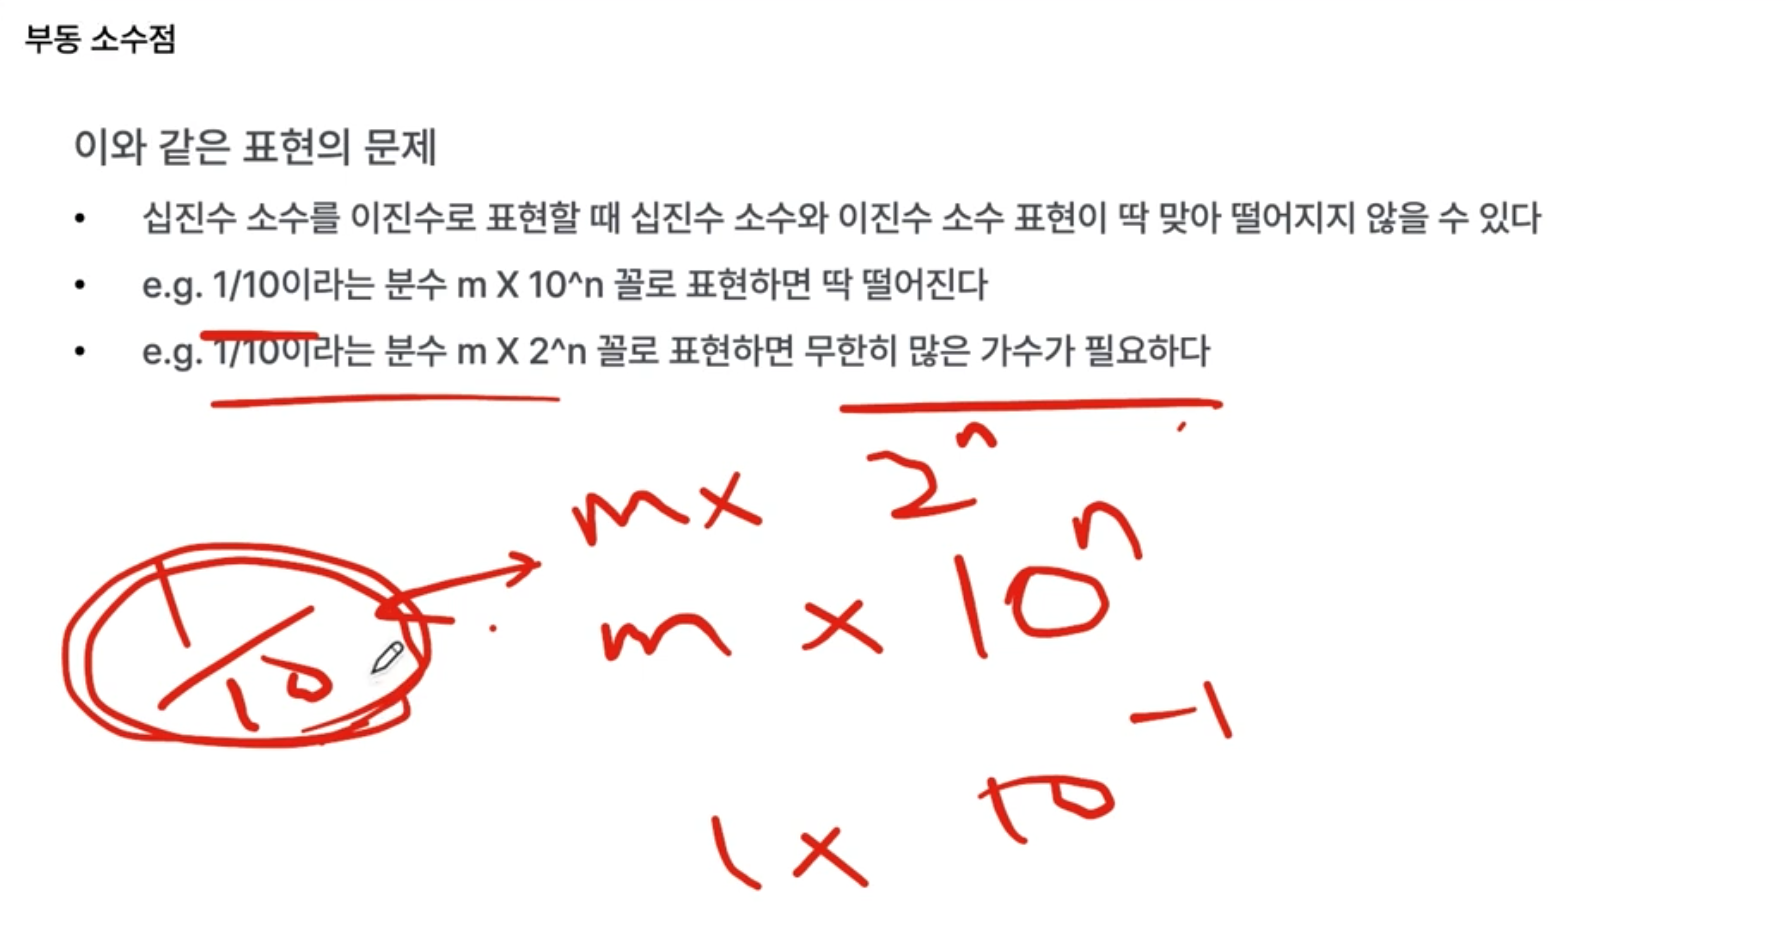 부동 소수점
이와 같은 표현의 문제
• 십진수 소수를 이진수로 표현할 때 십진수 소수와 이진수 소수 표현이 딱 맞아 떨어지지 않을 수 있다
• e.g. 1/10이라는 분수 m X 10^n 꼴로 표현하면 딱 떨어진다
• e.g. 1/10이라는 분수 m X 2^n 꼴로 표현하면 무한히 많은 가수가 필요하다
m × 2^n
1/10
m × 10^n
1 × 10^-1